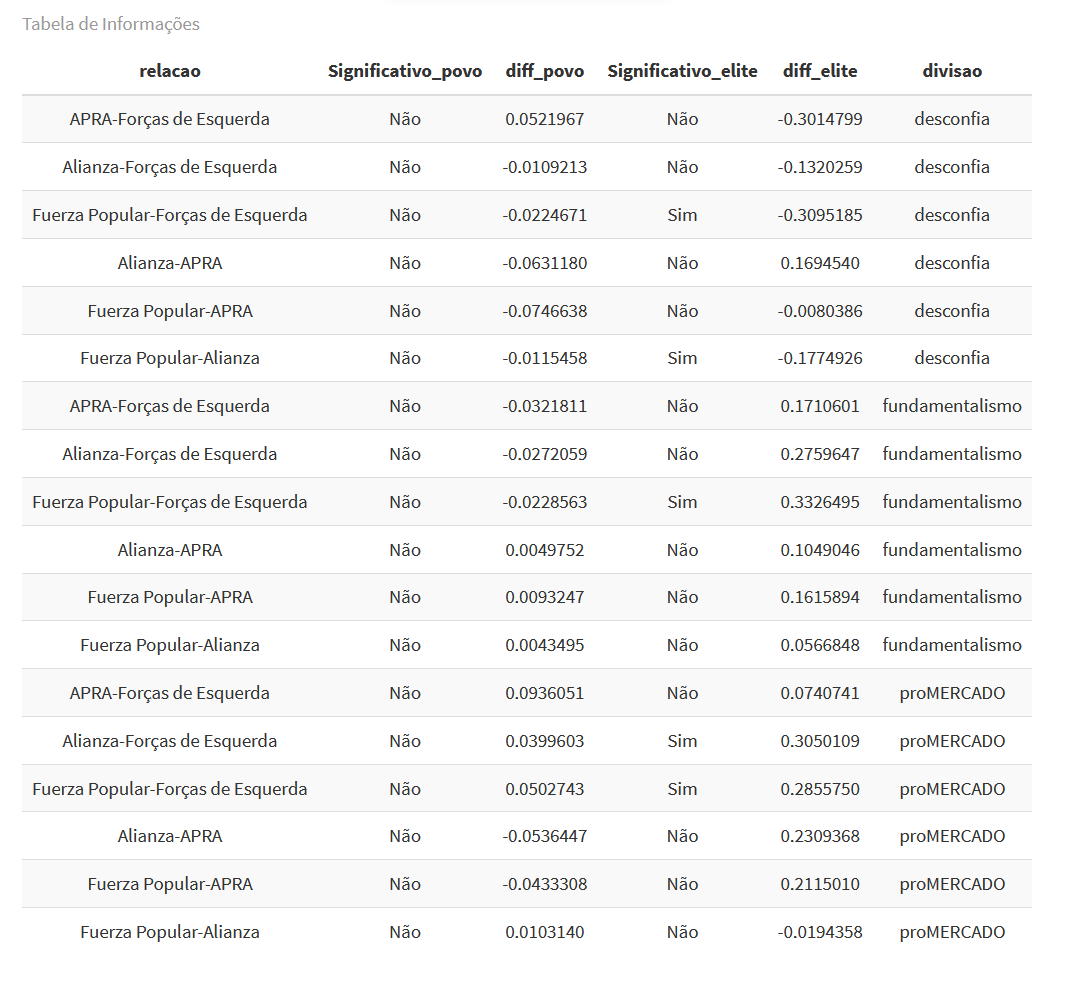 Tabela de Informações
relacao Significativo_povo diff_povo Significativo_elite diff_elite divisao
APRA-Forças de Esquerda Não 0.0521967 Não -0.3014799 desconfia
Alianza-Forças de Esquerda Não -0.0109213 Não -0.1320259 desconfia
Fuerza Popular-Forças de Esquerda Não -0.0224671 Sim -0.3095185 desconfia
Alianza-APRA Não -0.0631180 Não 0.1694540 desconfia
Fuerza Popular-APRA Não -0.0746638 Não -0.0080386 desconfia
Fuerza Popular-Alianza Não -0.0115458 Sim -0.1774926 desconfia
APRA-Forças de Esquerda Não -0.0321811 Não 0.1710601 fundamentalismo
Alianza-Forças de Esquerda Não -0.0272059 Não 0.2759647 fundamentalismo
Fuerza Popular-Forças de Esquerda Não -0.0228563 Sim 0.3326495 fundamentalismo
Alianza-APRA Não 0.0049752 Não 0.1049046 fundamentalismo
Fuerza Popular-APRA Não 0.0093247 Não 0.1615894 fundamentalismo
Fuerza Popular-Alianza Não 0.0043495 Não 0.0566848 fundamentalismo
APRA-Forças de Esquerda Não 0.0936051 Não 0.0740741 proMERCADO
Alianza-Forças de Esquerda Não 0.0399603 Sim 0.3050109 proMERCADO
Fuerza Popular-Forças de Esquerda Não 0.0502743 Sim 0.2855750 proMERCADO
Alianza-APRA Não -0.0536447 Não 0.2309368 proMERCADO
Fuerza Popular-APRA Não -0.0433308 Não 0.2115010 proMERCADO
Fuerza Popular-Alianza Não 0.0103140 Não -0.0194358 proMERCADO